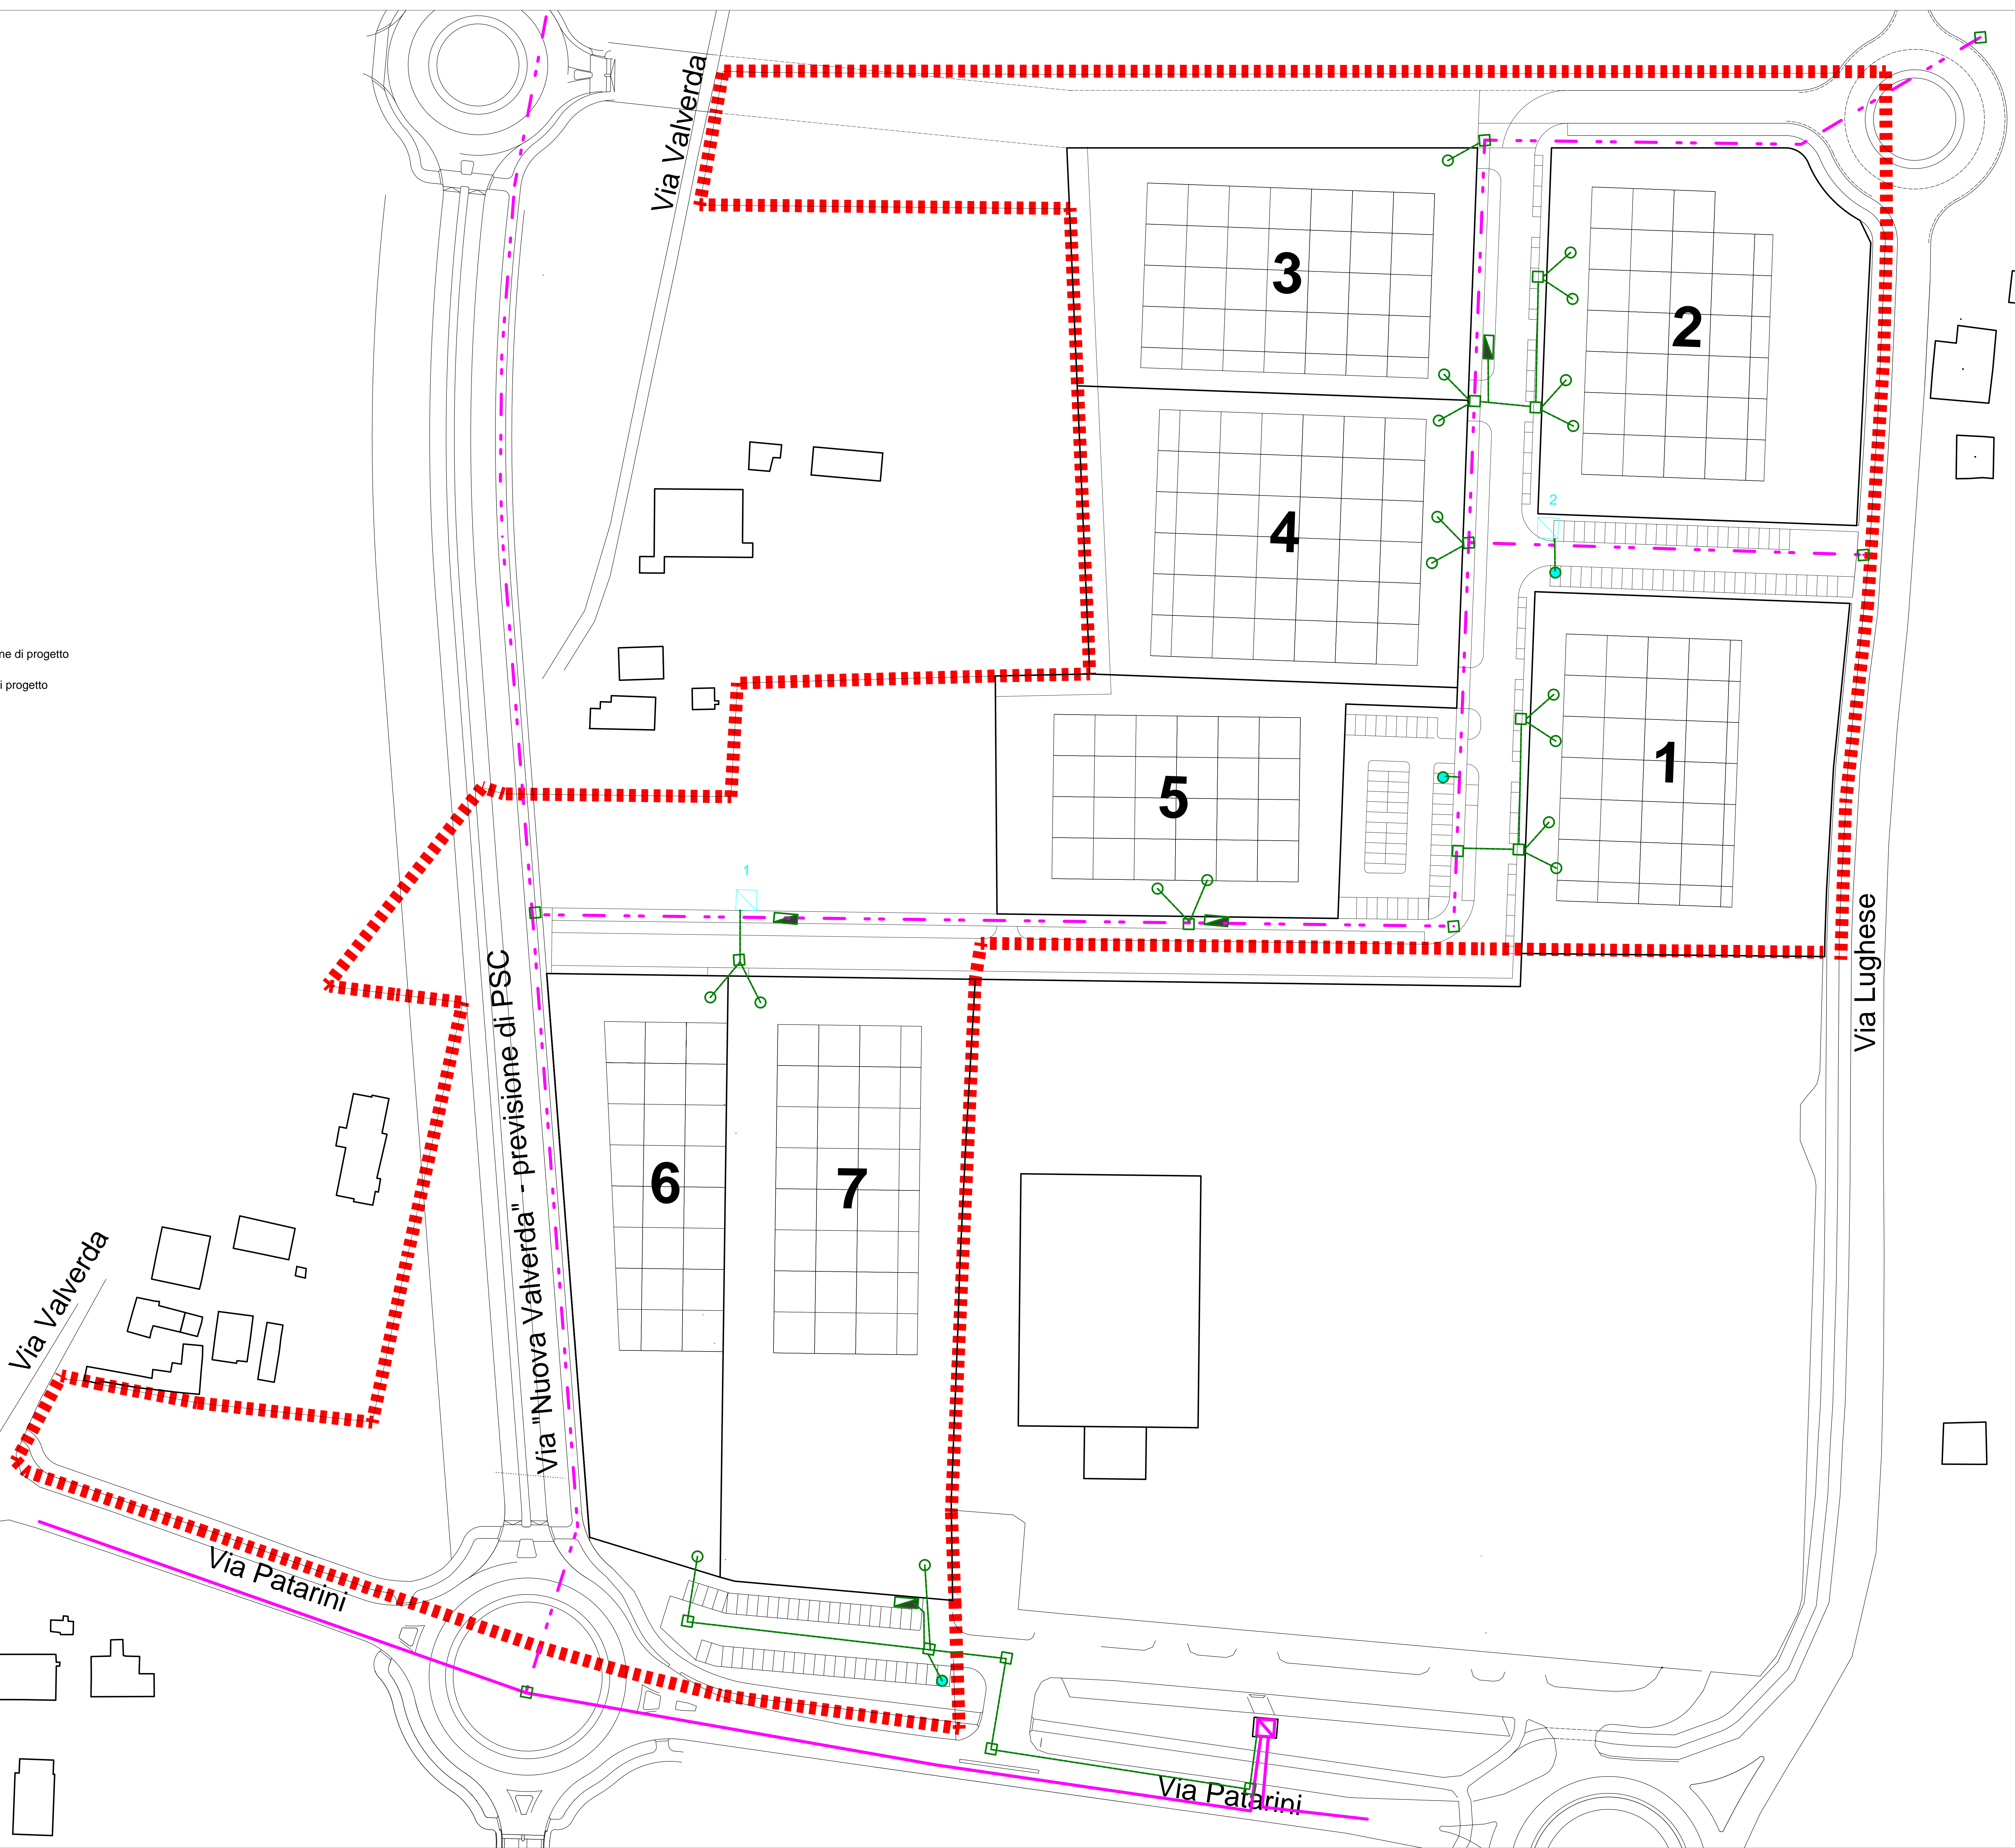 Via Valverda
3
2
ne di progetto
i progetto
4
2
1
5
1
Via Lughese
Via "Nuova Valverda" - previsione di PSC
6
7
Via Valverda
Via Patarini
Via Patarini